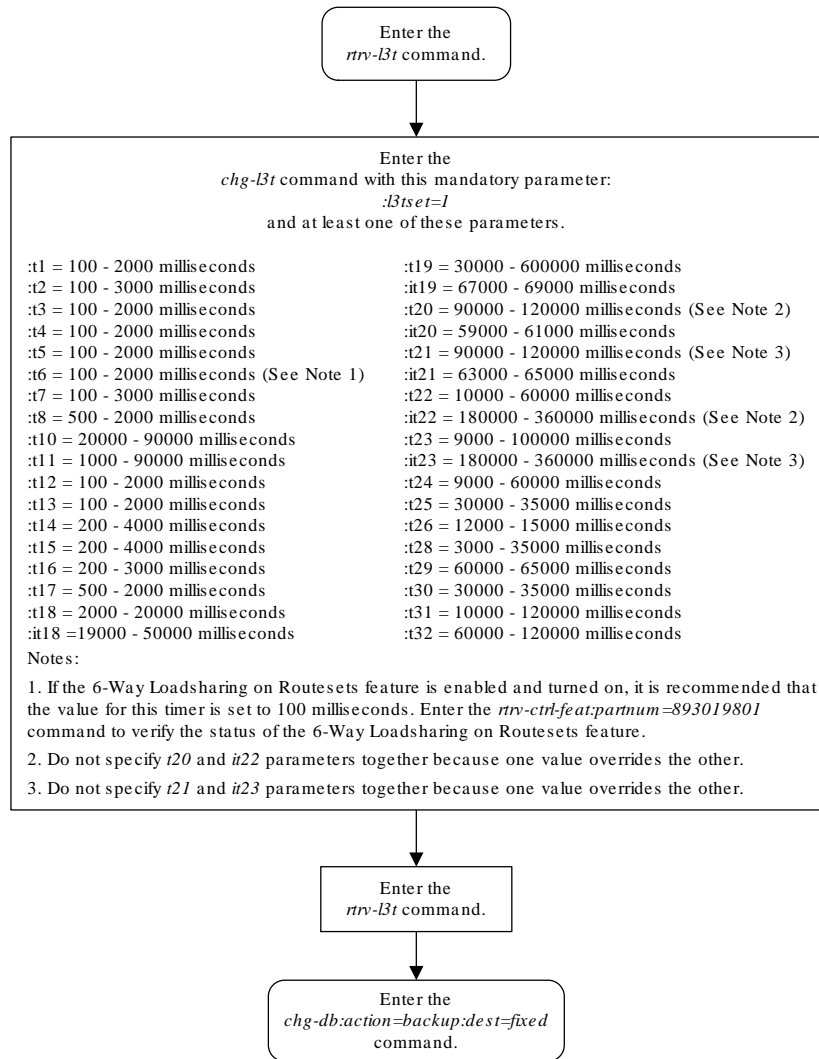 Enter the
rtrv-l3t command.
Enter the
chg-l3t command with this mandatory parameter:
:l3tset=1
and at least one of these parameters.
:t1 = 100 - 2000 milliseconds
:t2 = 100 - 3000 milliseconds
:t3 = 100 - 2000 milliseconds
:t4 = 100 - 2000 milliseconds
:t5 = 100 - 2000 milliseconds
:t6 = 100 - 2000 milliseconds (See Note 1)
:t7 = 100 - 3000 milliseconds
:t8 = 500 - 2000 milliseconds
:t10 = 20000 - 90000 milliseconds
:t11 = 1000 - 90000 milliseconds
:t12 = 100 - 2000 milliseconds
:t13 = 100 - 2000 milliseconds
:t14 = 200 - 4000 milliseconds
:t15 = 200 - 4000 milliseconds
:t16 = 200 - 3000 milliseconds
:t17 = 500 - 2000 milliseconds
:t18 = 2000 - 20000 milliseconds
:it18 =19000 - 50000 milliseconds
:t19 = 30000 - 600000 milliseconds
:it19 = 67000 - 69000 milliseconds
:t20 = 90000 - 120000 milliseconds (See Note 2)
:it20 = 59000 - 61000 milliseconds
:t21 = 90000 - 120000 milliseconds (See Note 3)
:it21 = 63000 - 65000 milliseconds
:t22 = 10000 - 60000 milliseconds
:it22 = 180000 - 360000 milliseconds (See Note 2)
:t23 = 9000 - 100000 milliseconds
:it23 = 180000 - 360000 milliseconds (See Note 3)
:t24 = 9000 - 60000 milliseconds
:t25 = 30000 - 35000 milliseconds
:t26 = 12000 - 15000 milliseconds
:t28 = 3000 - 35000 milliseconds
:t29 = 60000 - 65000 milliseconds
:t30 = 30000 - 35000 milliseconds
:t31 = 10000 - 120000 milliseconds
:t32 = 60000 - 120000 milliseconds
Notes:
1. If the 6-Way Loadsharing on Routesets feature is enabled and turned on, it is recommended that
the value for this timer is set to 100 milliseconds. Enter the rtrv-ctrl-feat:partnum=893019801
command to verify the status of the 6-Way Loadsharing on Routesets feature.
2. Do not specify t20 and it22 parameters together because one value overrides the other.
3. Do not specify t21 and it23 parameters together because one value overrides the other.
Enter the
rtrv-l3t command.
Enter the
chg-db:action=backup:dest=fixed
command.